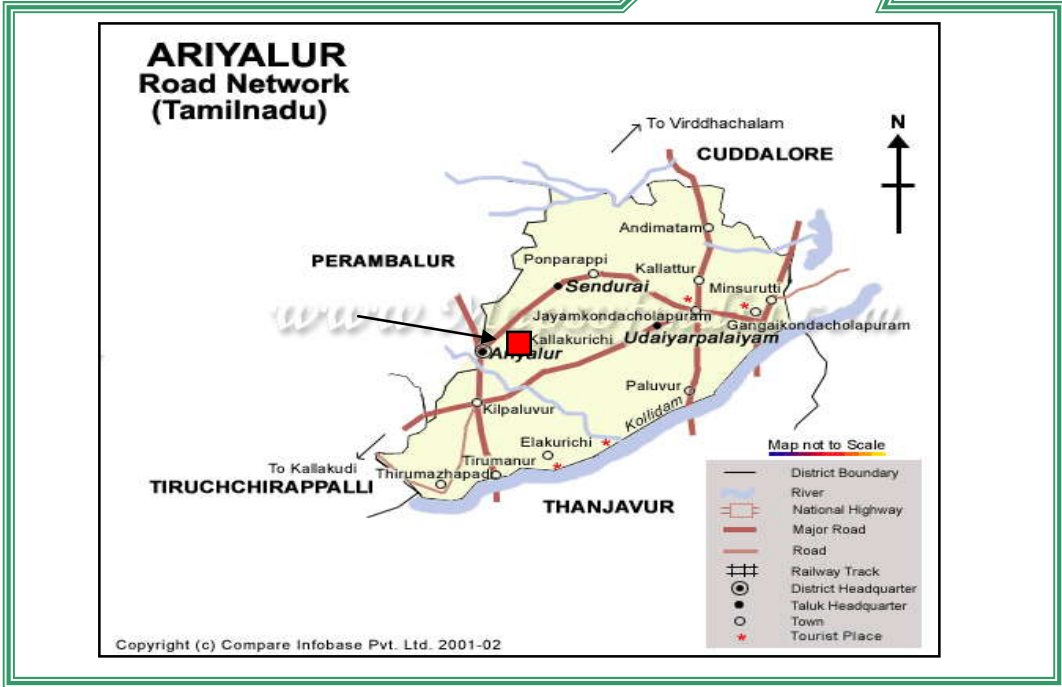 ARIYALUR
Road Network
(Tamilnadu)
To Virddhachalam
N
CUDDALORE
Andimatam
PERAMBALUR
Ponparappi
Kallattur
Sendurai
Minsurutti
Jayamkondacholapuram
Gangaikondacholapuram
Udaiyarpalaiyam
Kallakurichi
Ariyalur
Paluvur
Kilpaluvur
Kollidam
Elakurichi
Map not to Scale
To Kallakudi
Tirumanur
Thirumazhapadi
TIRUCHCHIRAPPALLI
THANJAVUR
District Boundary
River
National Highway
Major Road
Road
Railway Track
District Headquarter
Taluk Headquarter
Town
Tourist Place
Copyright (c) Compare Infobase Pvt. Ltd. 2001-02